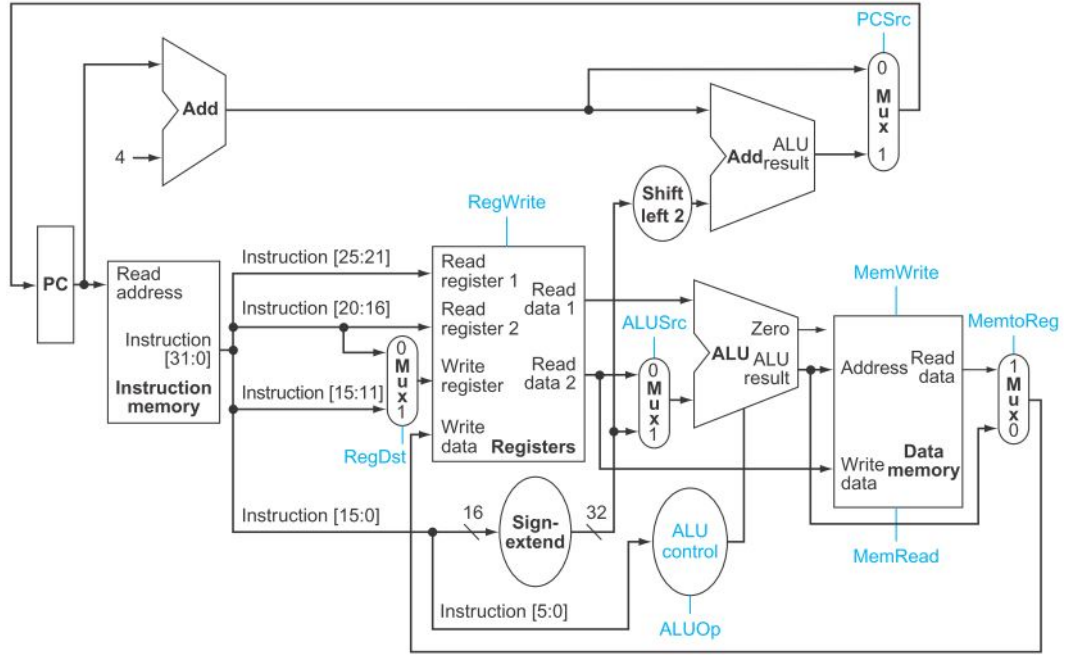 PCSrc
0
M
u
x
1
Add
ALU
Add result
4
Shift
left 2
RegWrite
PC
Read
address
Instruction
[31:0]
Instruction
memory
Instruction [25:21]
Instruction [20:16]
Instruction [15:11]
0
M
u
x
1
RegDst
Read
register 1
Read
data 1
Read
register 2
Write
register
Read
data 2
Write
data
Registers
ALUSrc
0
M
u
x
1
Zero
ALU
ALU
result
MemWrite
Address
Read
data
Write
data
Data
memory
MemRead
MemtoReg
1
M
u
x
0
Instruction [15:0]
16
Sign-
extend
32
ALU
control
Instruction [5:0]
ALUOp